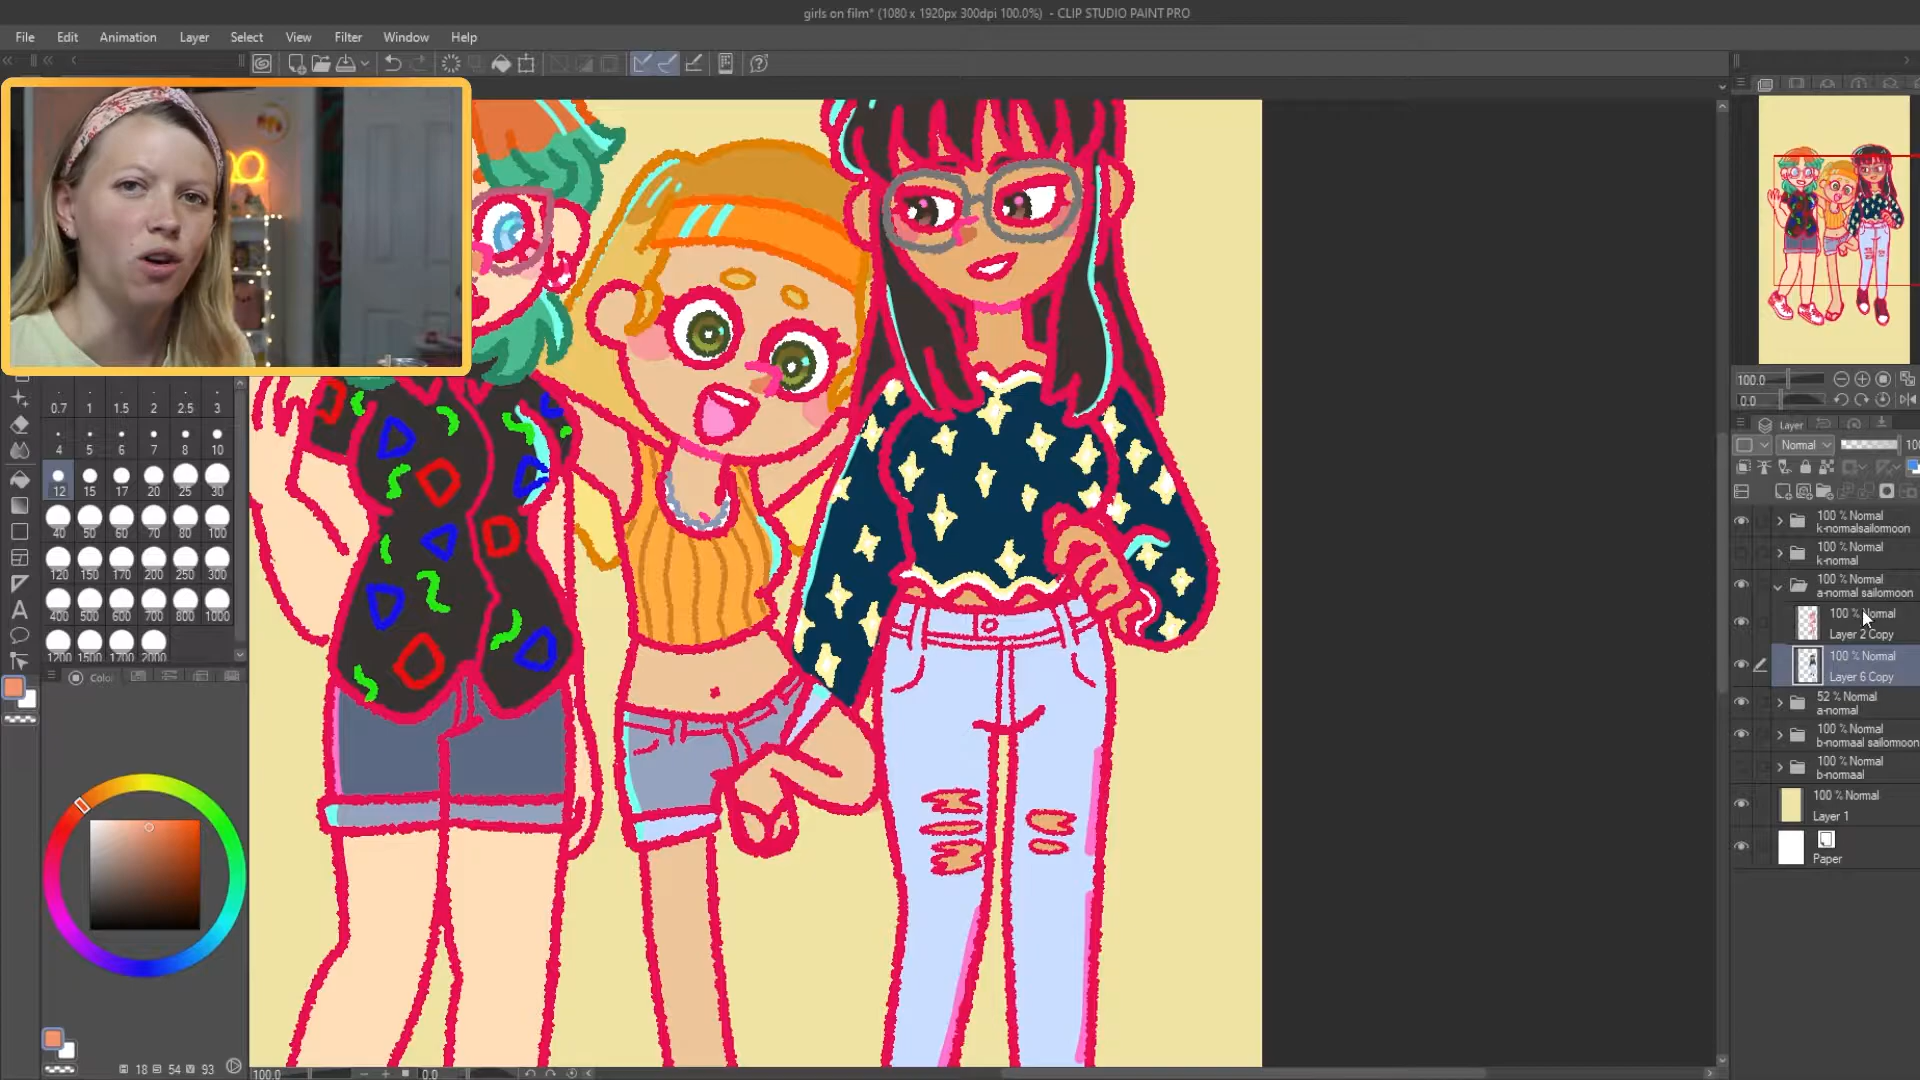 girls on film* (1080 x 1920px 300dpi 100.0%) - CLIP STUDIO PAINT PRO
File Edit Animation Layer Select View Filter Window Help
0.7 1 1.5 2 2.5 3
4 5 6 7 8 10
12 15 17 20 25 30
40 50 60 70 80 100
120 150 170 200 250 300
400 500 600 700 800 1000
1200 1500 1700 2000
Colo
18 54 93
100.0 0.0
100.0
0.0
Layer
Normal 100
100 % Normal
k-normalsailormoon
100 % Normal
k-normal
100 % Normal
a-normal sailormoon
100 % Normal
Layer 2 Copy
100 % Normal
Layer 6 Copy
52 % Normal
a-normal
100 % Normal
b-normaal sailormoon
100 % Normal
b-normaal
100 % Normal
Layer 1
Paper